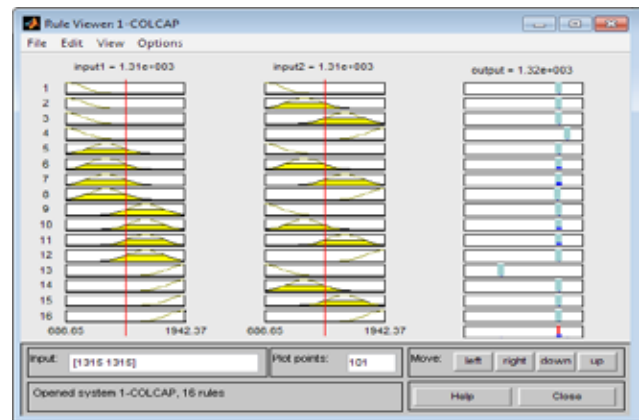 Rule Viewer: 1-COLCAP
File Edit View Options
input1 = 1.31e+003
input2 = 1.31e+003
output = 1.32e+003
1
2
3
4
5
6
7
8
9
10
11
12
13
14
15
16
686.65 1942.37
686.65 1942.37
Input: [1315 1315]
Plot points: 101
Move: left right down up
Opened system 1-COLCAP, 16 rules
Help Close